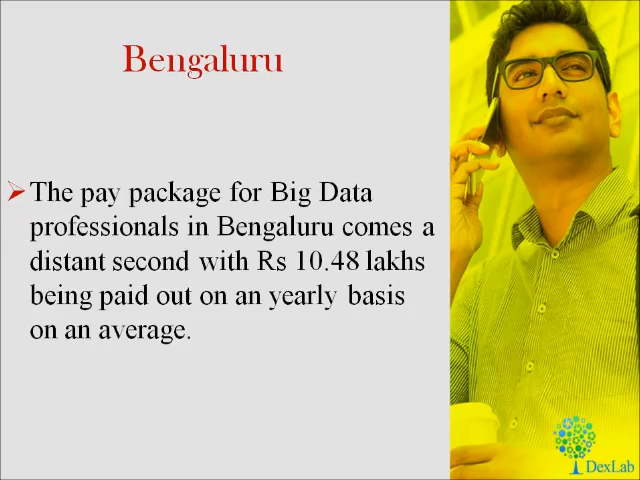 Bengaluru
The pay package for Big Data
professionals in Bengaluru comes a
distant second with Rs 10.48 lakhs
being paid out on an yearly basis
on an average.
DexLab